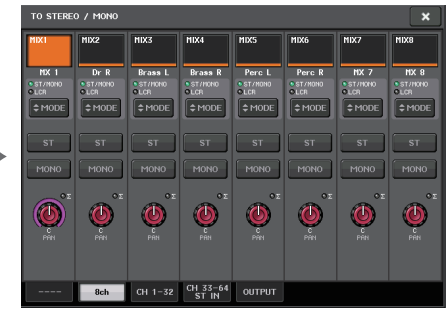 TO STEREO / MONO
MIX1 MIX2 MIX3 MIX4 MIX5 MIX6 MIX7 MIX8
MX 1 Dr R Brass L Brass R Perc L Perc R MX 7 MX 8
ST/MONO ST/MONO ST/MONO ST/MONO ST/MONO ST/MONO ST/MONO ST/MONO
LCR LCR LCR LCR LCR LCR LCR LCR
MODE MODE MODE MODE MODE MODE MODE MODE
ST ST ST ST ST ST ST ST
MONO MONO MONO MONO MONO MONO MONO MONO
Σ Σ Σ Σ Σ Σ Σ Σ
C C C C C C C C
PAN PAN PAN PAN PAN PAN PAN PAN
---- 8ch CH 1-32 CH 33-64 OUTPUT
ST IN